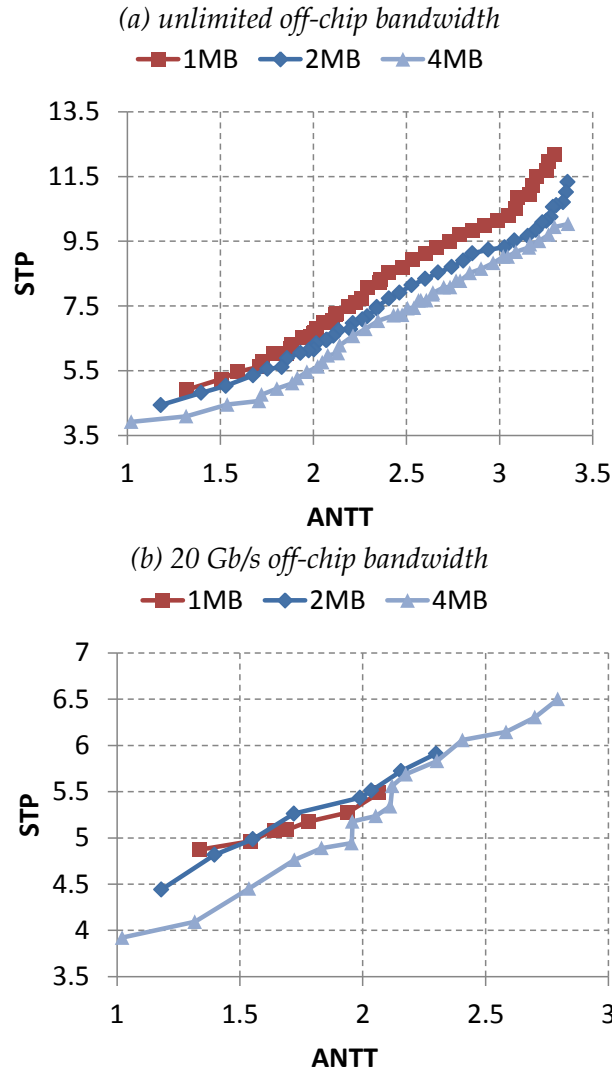 (a) unlimited off-chip bandwidth
1MB 2MB 4MB
13.5
11.5
9.5
7.5
5.5
3.5
STP
1 1.5 2 2.5 3 3.5
ANTT
(b) 20 Gb/s off-chip bandwidth
1MB 2MB 4MB
7
6.5
6
5.5
5
4.5
4
3.5
STP
1 1.5 2 2.5 3
ANTT